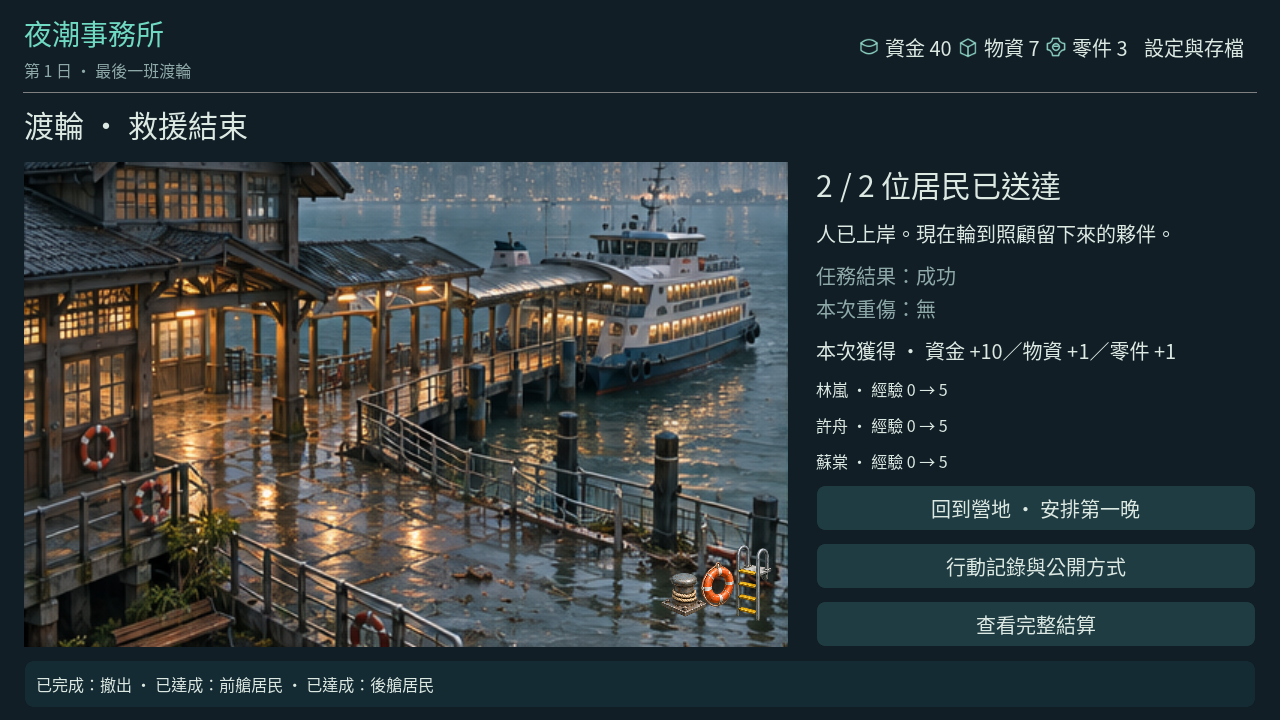 夜潮事務所
第 1 日 · 最後一班渡輪
資金 40 物資 7 零件 3 設定與存檔
渡輪 · 救援結束
2 / 2 位居民已送達
人已上岸。現在輪到照顧留下來的夥伴。
任務結果：成功
本次重傷：無
本次獲得 · 資金 +10／物資 +1／零件 +1
林嵐 · 經驗 0 → 5
許舟 · 經驗 0 → 5
蘇棠 · 經驗 0 → 5
回到營地 · 安排第一晚
行動記錄與公開方式
查看完整結算
已完成：撤出 · 已達成：前艙居民 · 已達成：後艙居民